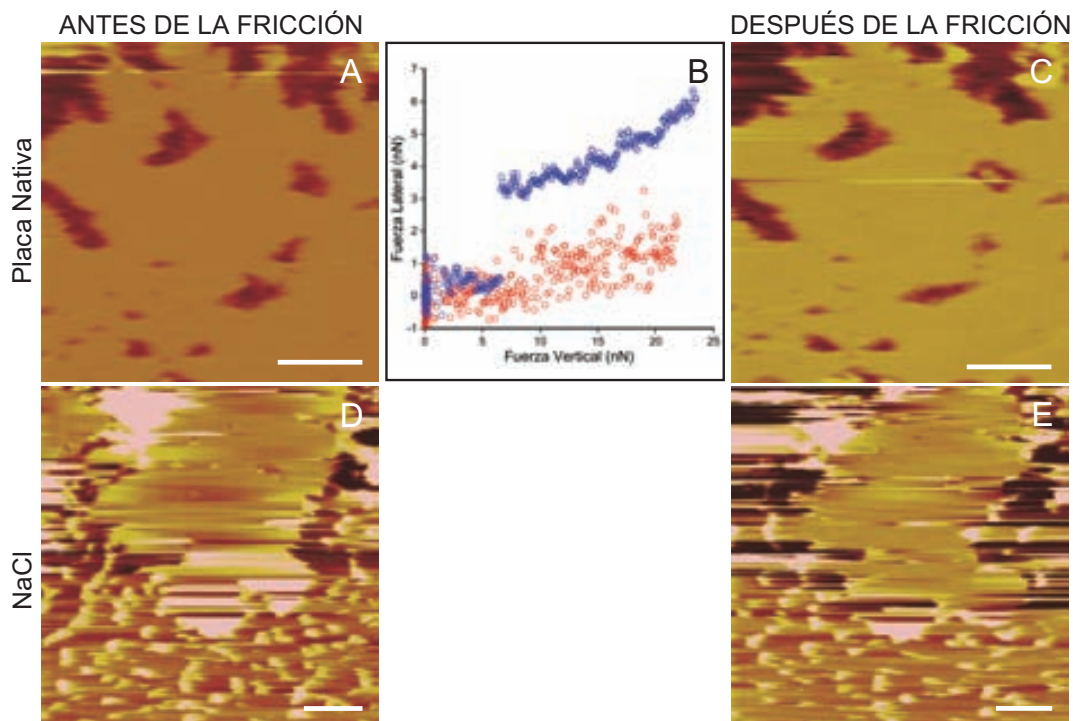 ANTES DE LA FRICCIÓN
DESPUÉS DE LA FRICCIÓN
Placa Nativa
A
B
7
6
5
4
3
2
1
0
-1
Fuerza Lateral (nN)
0
5
10
15
20
25
Fuerza Vertical (nN)
C
NaCl
D
E